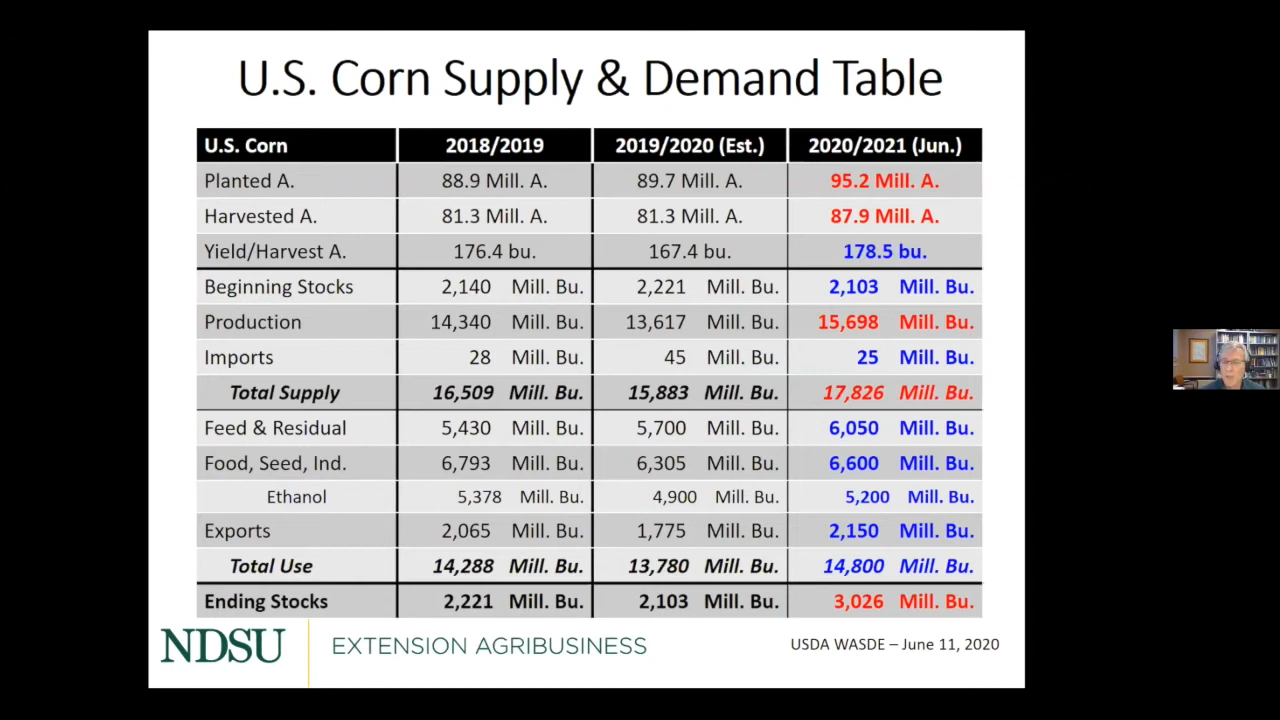 U.S. Corn Supply & Demand Table
U.S. Corn 2018/2019 2019/2020 (Est.) 2020/2021 (Jun.)
Planted A. 88.9 Mill. A. 89.7 Mill. A. 95.2 Mill. A.
Harvested A. 81.3 Mill. A. 81.3 Mill. A. 87.9 Mill. A.
Yield/Harvest A. 176.4 bu. 167.4 bu. 178.5 bu.
Beginning Stocks 2,140 Mill. Bu. 2,221 Mill. Bu. 2,103 Mill. Bu.
Production 14,340 Mill. Bu. 13,617 Mill. Bu. 15,698 Mill. Bu.
Imports 28 Mill. Bu. 45 Mill. Bu. 25 Mill. Bu.
Total Supply 16,509 Mill. Bu. 15,883 Mill. Bu. 17,826 Mill. Bu.
Feed & Residual 5,430 Mill. Bu. 5,700 Mill. Bu. 6,050 Mill. Bu.
Food, Seed, Ind. 6,793 Mill. Bu. 6,305 Mill. Bu. 6,600 Mill. Bu.
Ethanol 5,378 Mill. Bu. 4,900 Mill. Bu. 5,200 Mill. Bu.
Exports 2,065 Mill. Bu. 1,775 Mill. Bu. 2,150 Mill. Bu.
Total Use 14,288 Mill. Bu. 13,780 Mill. Bu. 14,800 Mill. Bu.
Ending Stocks 2,221 Mill. Bu. 2,103 Mill. Bu. 3,026 Mill. Bu.
NDSU EXTENSION AGRIBUSINESS USDA WASDE – June 11, 2020